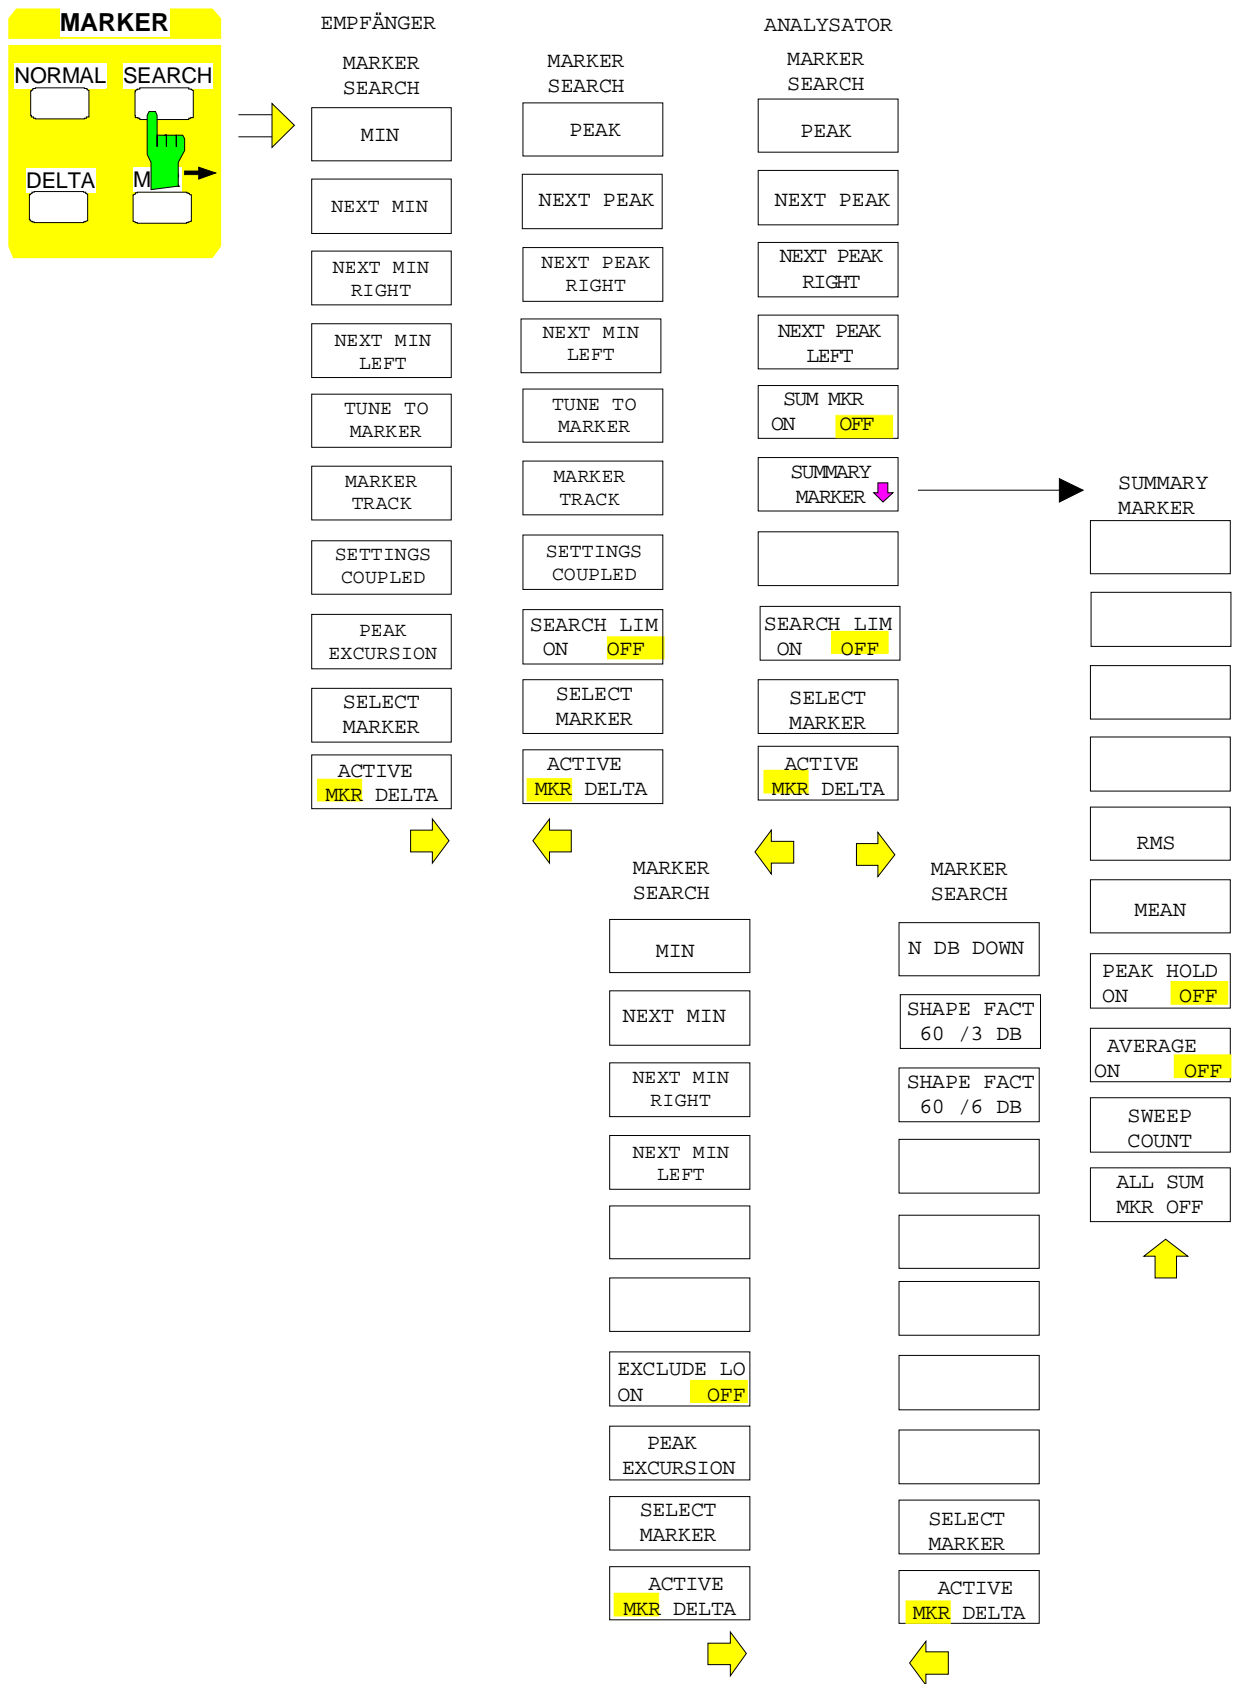 MARKER
NORMAL SEARCH
DELTA
EMPFÄNGER
MARKER
SEARCH
MIN
NEXT MIN
NEXT MIN
RIGHT
NEXT MIN
LEFT
TUNE TO
MARKER
MARKER
TRACK
SETTINGS
COUPLED
PEAK
EXCURSION
SELECT
MARKER
ACTIVE
MKR DELTA
MARKER
SEARCH
PEAK
NEXT PEAK
NEXT PEAK
RIGHT
NEXT MIN
LEFT
TUNE TO
MARKER
MARKER
TRACK
SETTINGS
COUPLED
SEARCH LIM
ON OFF
SELECT
MARKER
ACTIVE
MKR DELTA
ANALYSATOR
MARKER
SEARCH
PEAK
NEXT PEAK
NEXT PEAK
RIGHT
NEXT PEAK
LEFT
SUM MKR
ON OFF
SUMMARY
MARKER
SEARCH LIM
ON OFF
SELECT
MARKER
ACTIVE
MKR DELTA
SUMMARY
MARKER
RMS
MEAN
PEAK HOLD
ON OFF
AVERAGE
ON OFF
SWEEP
COUNT
ALL SUM
MKR OFF
MARKER
SEARCH
MIN
NEXT MIN
NEXT MIN
RIGHT
NEXT MIN
LEFT
EXCLUDE LO
ON OFF
PEAK
EXCURSION
SELECT
MARKER
ACTIVE
MKR DELTA
MARKER
SEARCH
N DB DOWN
SHAPE FACT
60 /3 DB
SHAPE FACT
60 /6 DB
SELECT
MARKER
ACTIVE
MKR DELTA